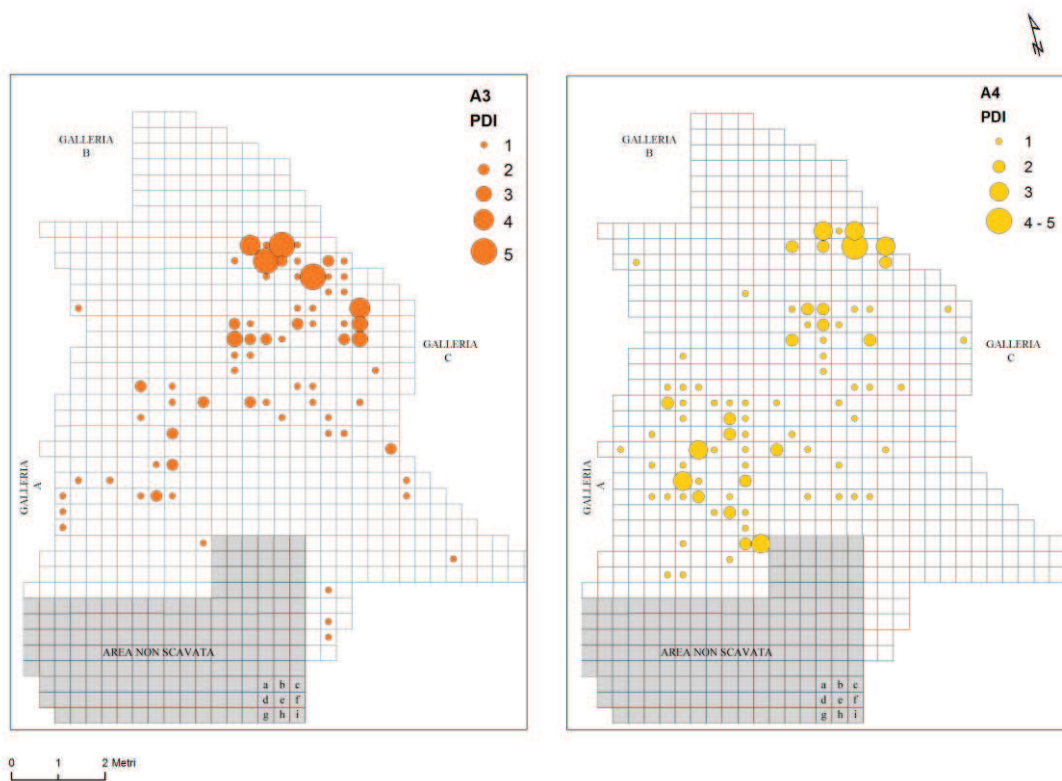 A3
PDI
1
2
3
4
5
GALLERIA
B
GALLERIA
C
GALLERIA
A
AREA NON SCAVATA
a b c
d e f
g h i
A4
PDI
1
2
3
4 - 5
GALLERIA
B
GALLERIA
C
GALLERIA
A
AREA NON SCAVATA
a b c
d e f
g h i
N
0 1 2 Metri